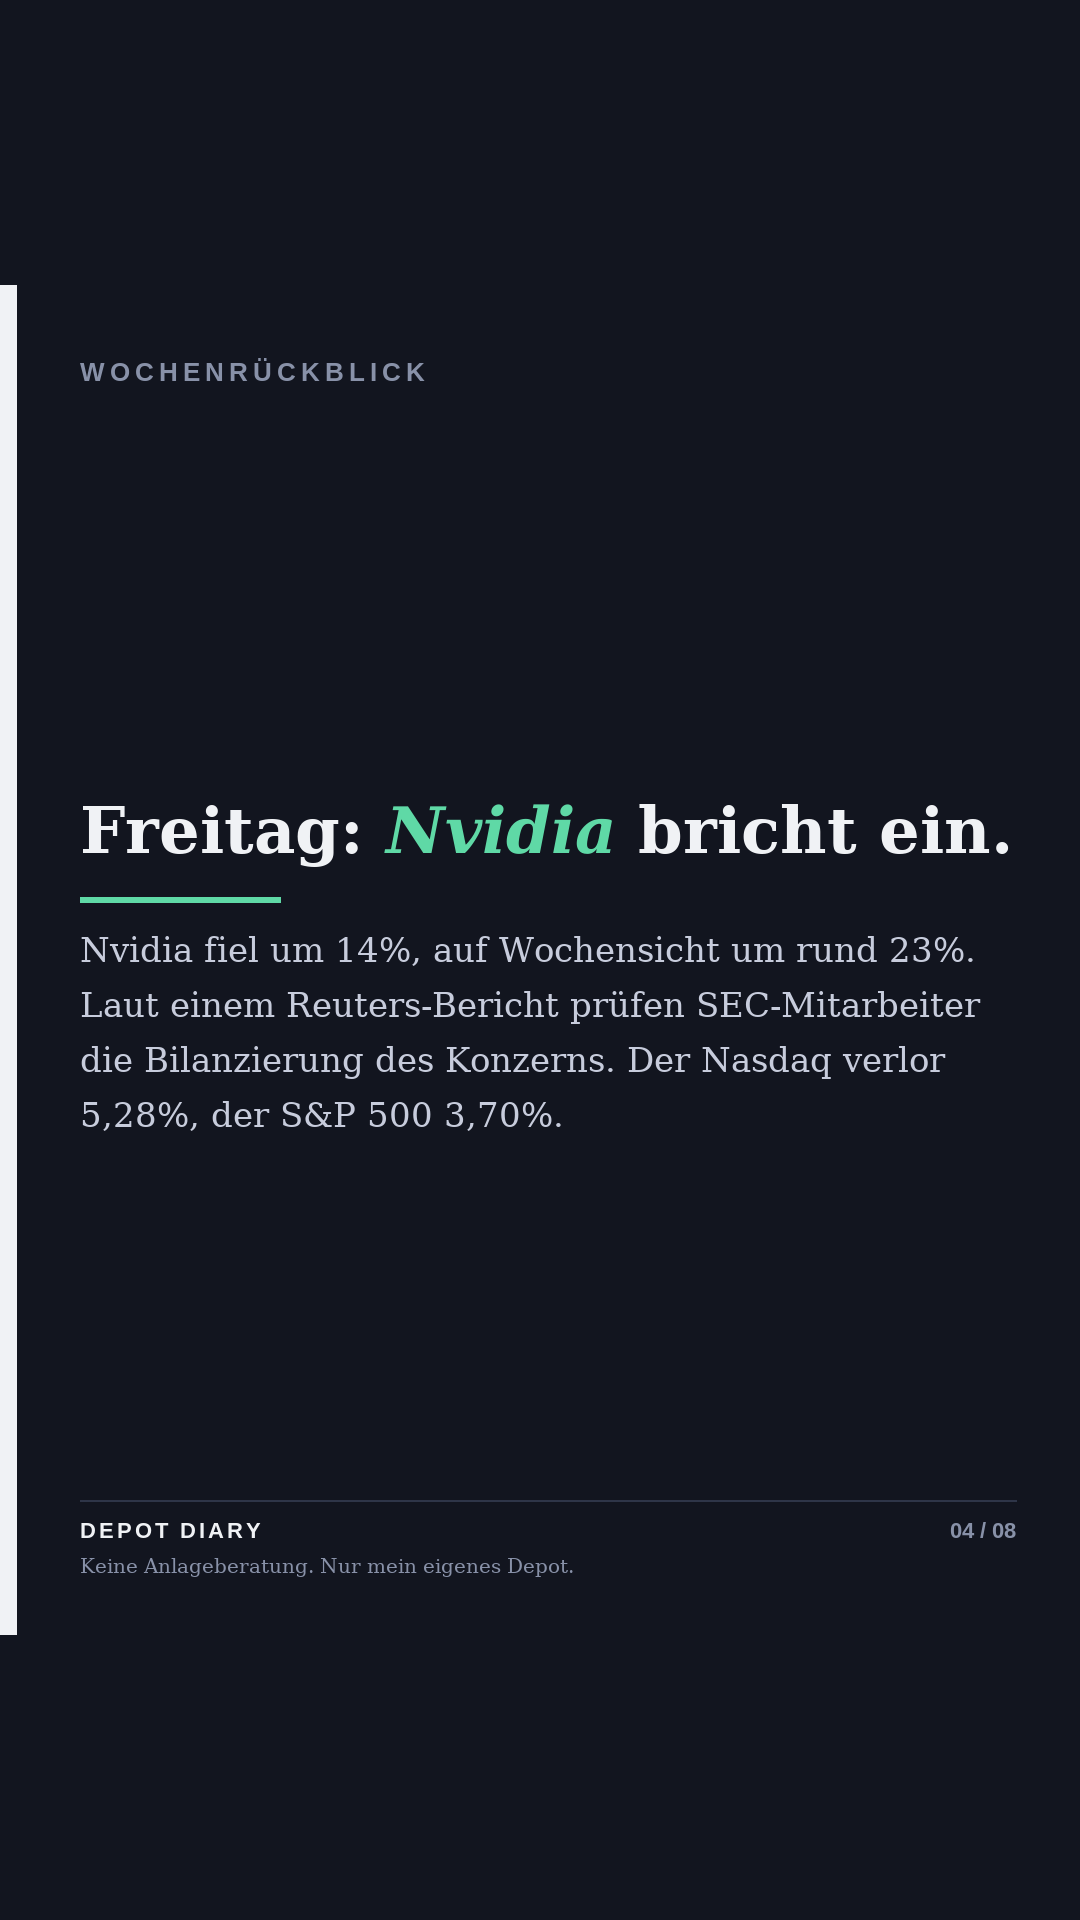 WOCHENRÜCKBLICK
Freitag: Nvidia bricht ein.
Nvidia fiel um 14%, auf Wochensicht um rund 23%.
Laut einem Reuters-Bericht prüfen SEC-Mitarbeiter
die Bilanzierung des Konzerns. Der Nasdaq verlor
5,28%, der S&P 500 3,70%.
DEPOT DIARY
04 / 08
Keine Anlageberatung. Nur mein eigenes Depot.